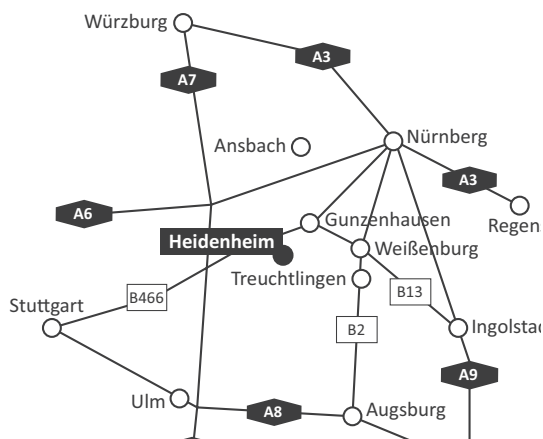 Würzburg
A3
A7
Ansbach
Nürnberg
A3
A6
Gunzenhausen
Regens
Heidenheim
Weißenburg
Treuchtlingen
B466
B13
Stuttgart
B2
Ingolstad
A9
Ulm
A8
Augsburg